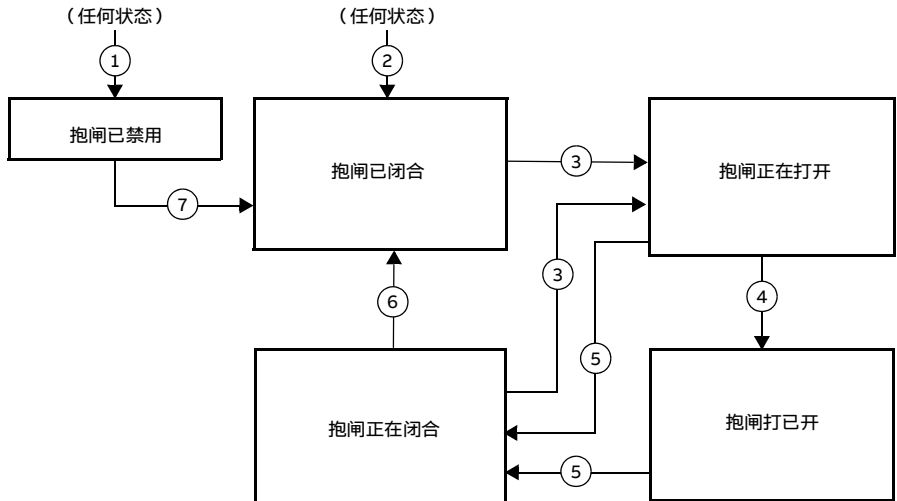 （任何状态）
（任何状态）
1
2
抱闸已禁用
抱闸已闭合
3
抱闸正在打开
7
3
6
4
5
抱闸正在闭合
抱闸打已开
5